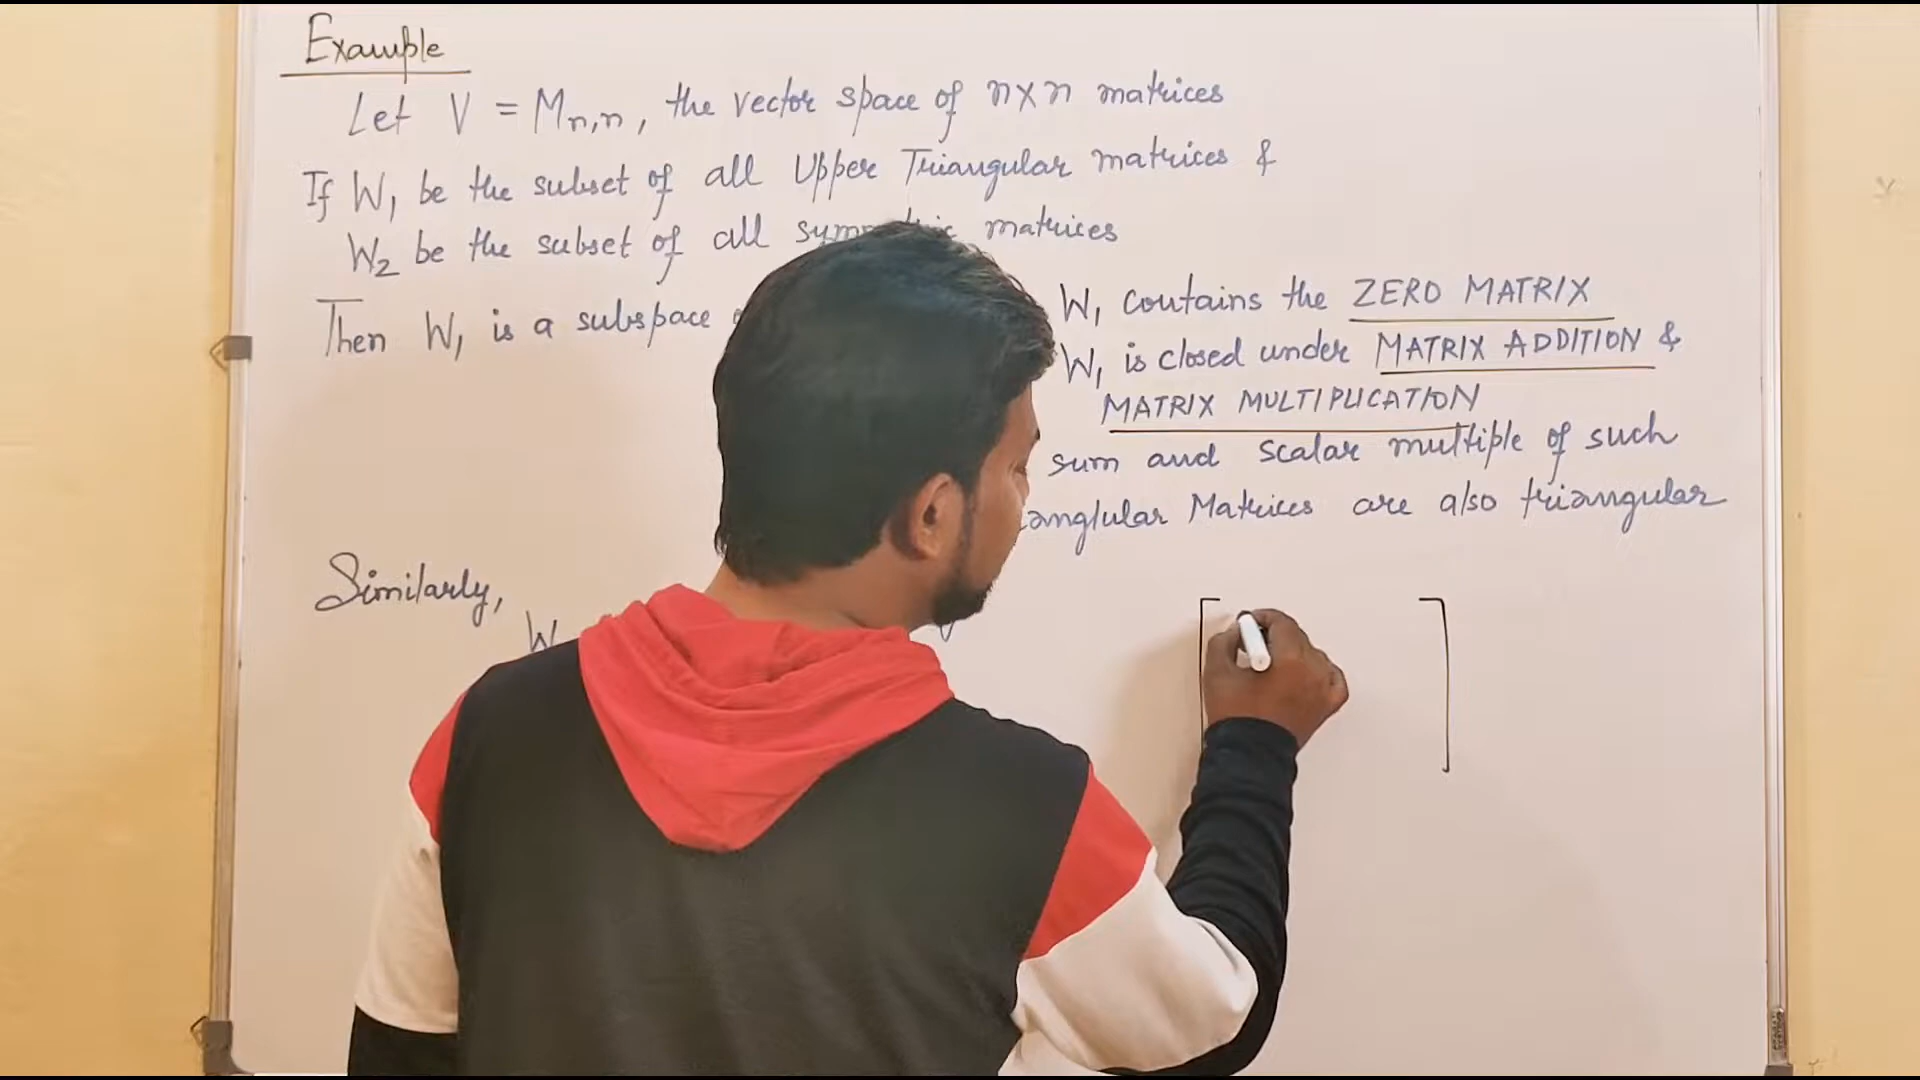 Example
Let V = Mn,n, the vector space of n×n matrices
If W1 be the subset of all Upper Triangular matrices &
W2 be the subset of all matrices
Then W1 is a subspace
W1 contains the ZERO MATRIX
W1 is closed under MATRIX ADDITION &
MATRIX MULTIPLICATION
sum and scalar multiple of such
Matrices are also triangular
Similarly,
W